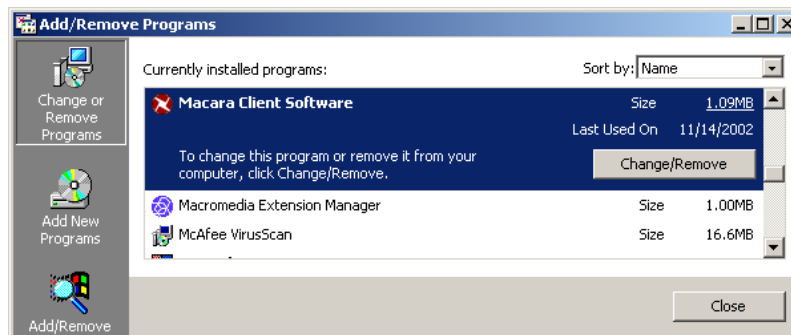 Add/Remove Programs
Change or
Remove
Programs
Add New
Programs
Add/Remove
Currently installed programs:
Sort by: Name
Macara Client Software
Size 1.09MB
Last Used On 11/14/2002
To change this program or remove it from your
computer, click Change/Remove.
Change/Remove
Macromedia Extension Manager Size 1.00MB
McAfee VirusScan Size 16.6MB
Close